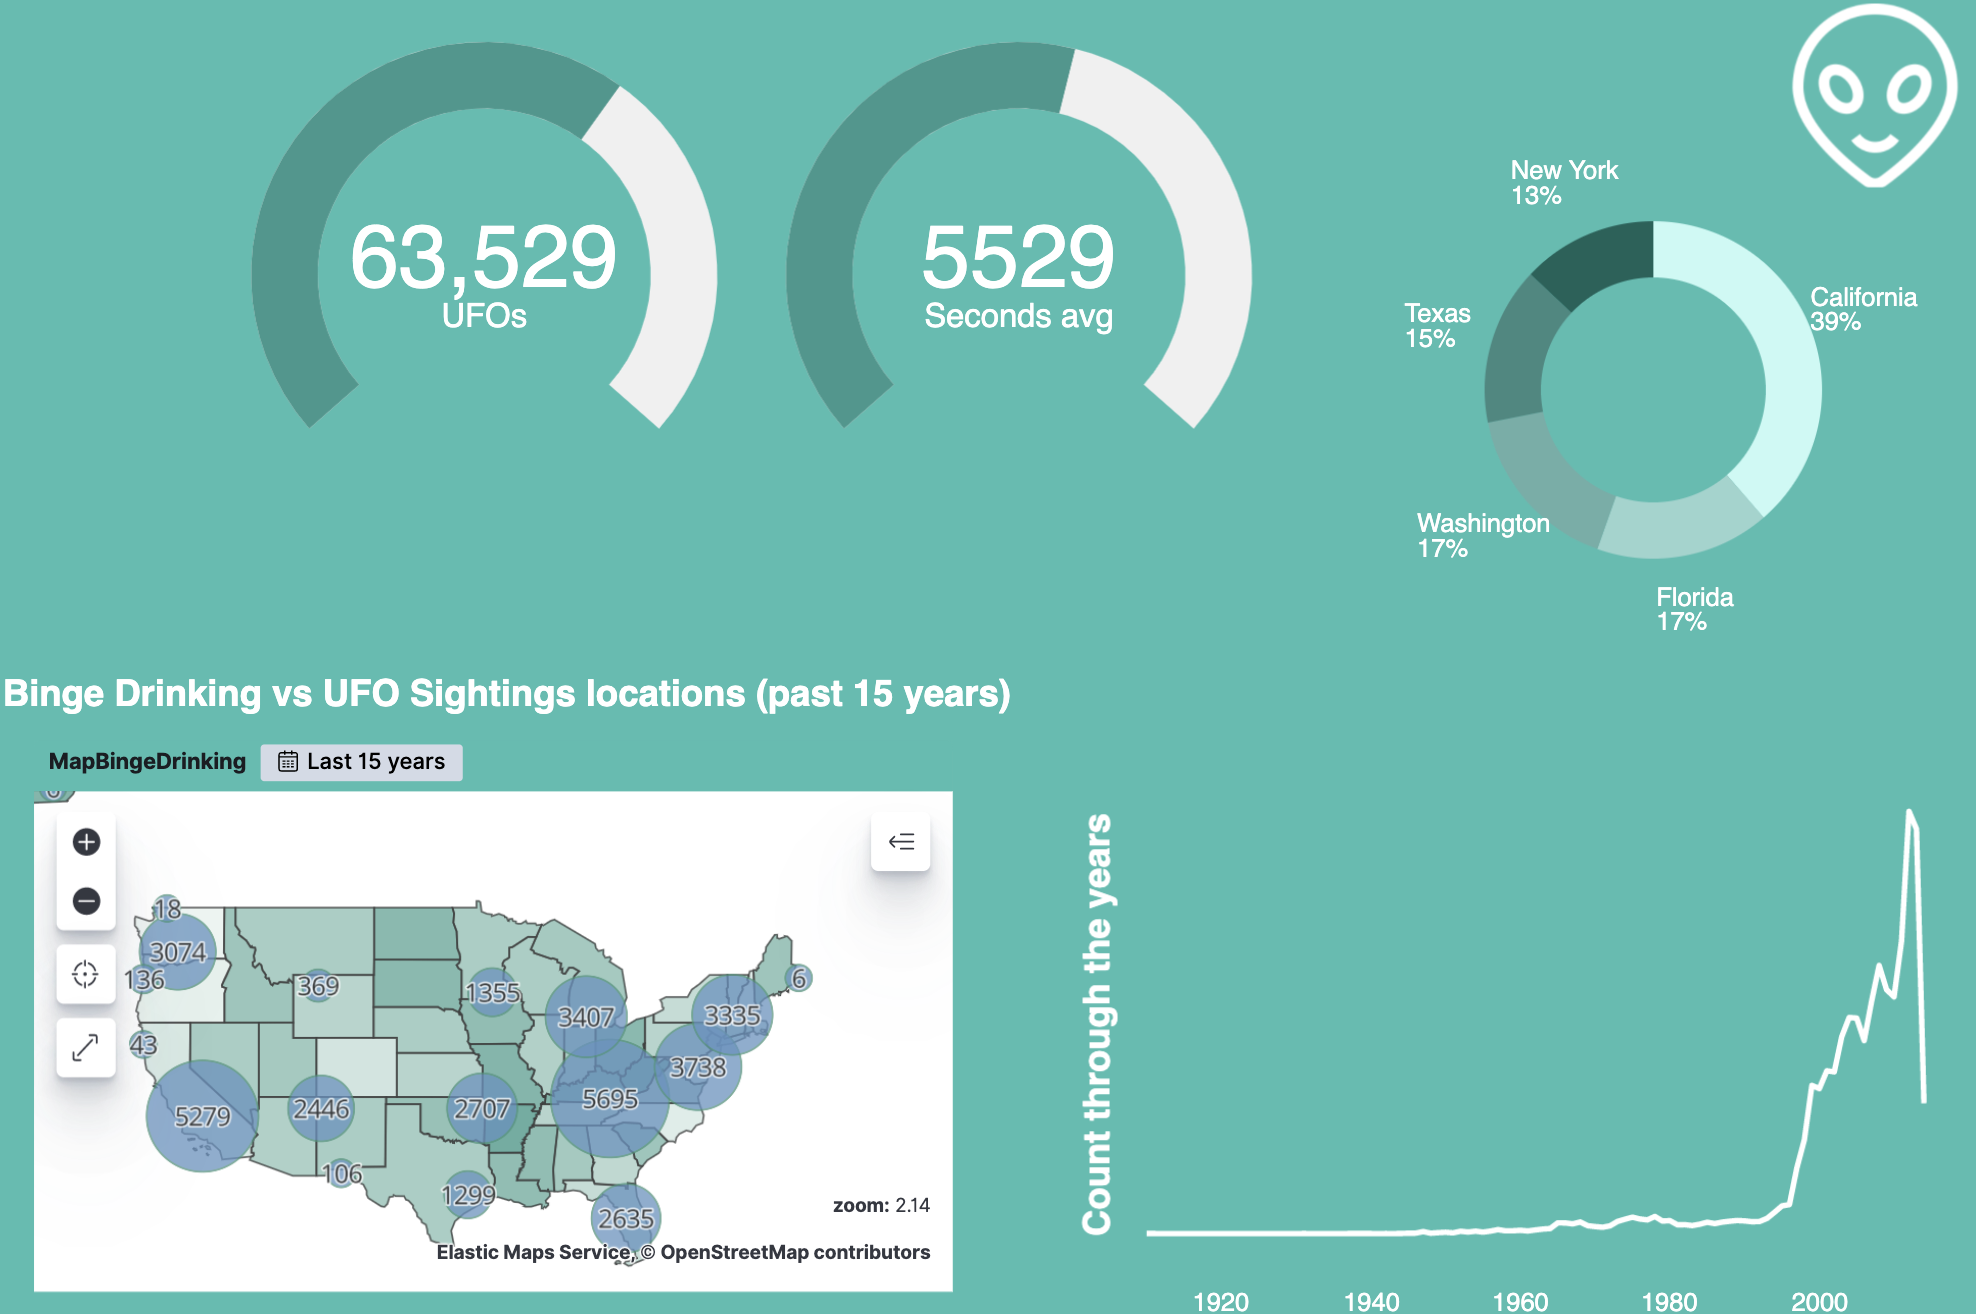 63,529
UFOs
5529
Seconds avg
New York
13%
California
39%
Texas
15%
Washington
17%
Florida
17%
Binge Drinking vs UFO Sightings locations (past 15 years)
MapBingeDrinking
Last 15 years
18
3074
136
369
1355
3407
3335
6
43
3738
5279
2446
2707
5695
106
1299
2635
zoom: 2.14
Elastic Maps Service, © OpenStreetMap contributors
Count through the years
1920
1940
1960
1980
2000